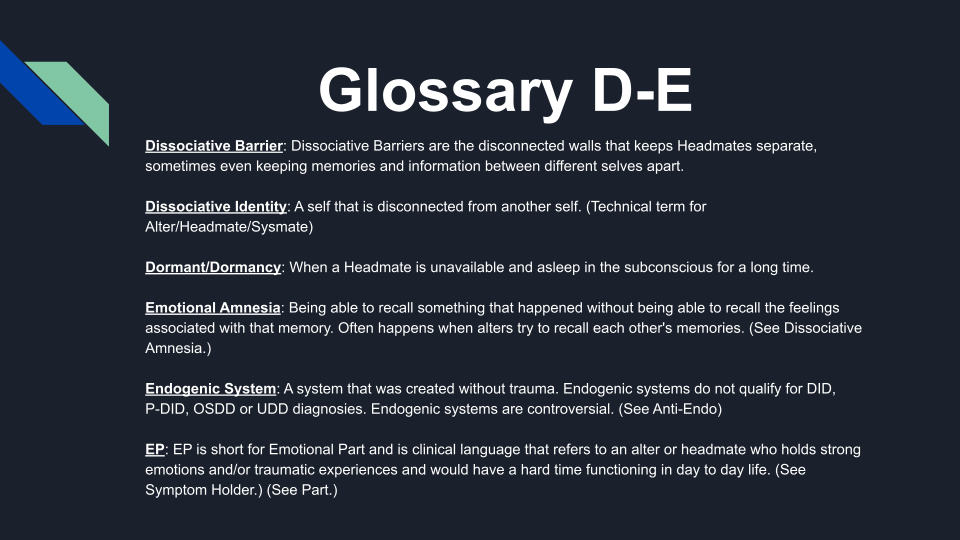 Glossary D-E
Dissociative Barrier: Dissociative Barriers are the disconnected walls that keeps Headmates separate,
sometimes even keeping memories and information between different selves apart.
Dissociative Identity: A self that is disconnected from another self. (Technical term for
Alter/Headmate/Sysmate)
Dormant/Dormancy: When a Headmate is unavailable and asleep in the subconscious for a long time.
Emotional Amnesia: Being able to recall something that happened without being able to recall the feelings
associated with that memory. Often happens when alters try to recall each other's memories. (See Dissociative
Amnesia.)
Endogenic System: A system that was created without trauma. Endogenic systems do not qualify for DID,
P-DID, OSDD or UDD diagnosies. Endogenic systems are controversial. (See Anti-Endo)
EP: EP is short for Emotional Part and is clinical language that refers to an alter or headmate who holds strong
emotions and/or traumatic experiences and would have a hard time functioning in day to day life. (See
Symptom Holder.) (See Part.)